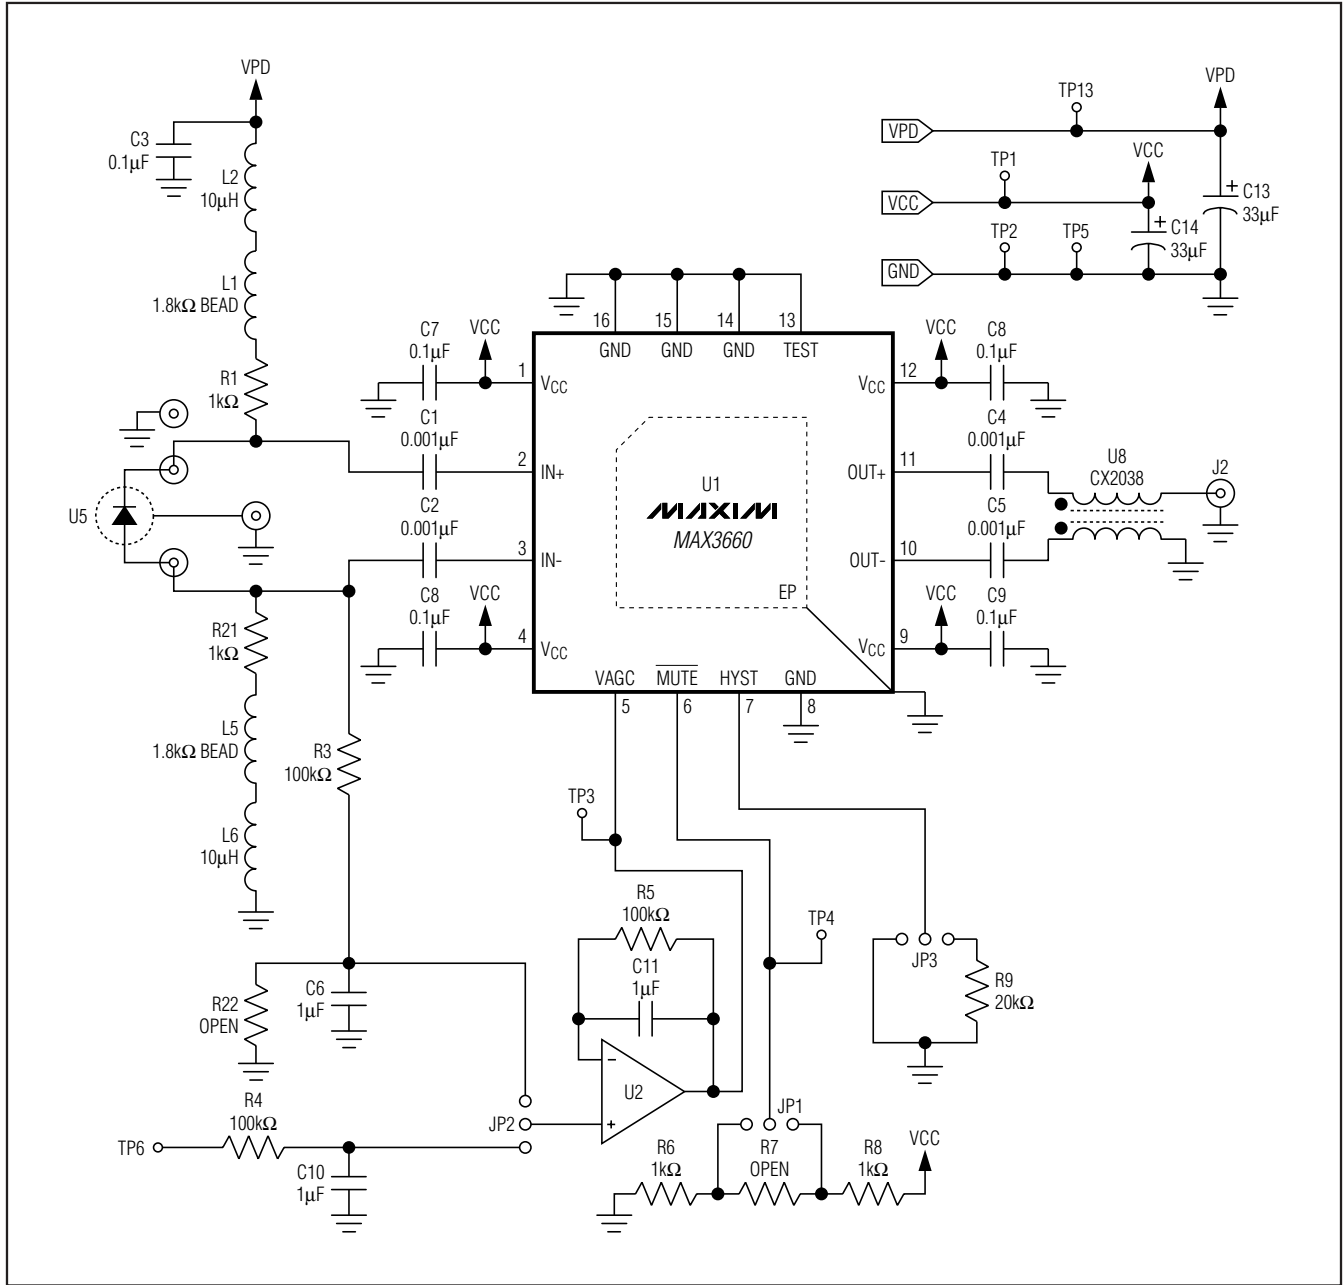 VPD
C3
0.1µF
L2
10µH
L1
1.8kΩ BEAD
R1
1kΩ
U5
R21
1kΩ
L5
1.8kΩ BEAD
L6
10µH
R3
100kΩ
R22
OPEN
C6
1µF
R4
100kΩ
TP6
C10
1µF
JP2
C7
0.1µF
VCC
1
C1
0.001µF
2
C2
0.001µF
3
C8
0.1µF
VCC
4
16
15
14
13
GND
GND
GND
TEST
VCC
IN+
IN-
VCC
U1
MAXIM
MAX3660
EP
VCC
OUT+
OUT-
VCC
VAGC
MUTE
HYST
GND
5
6
7
8
12
VCC
C8
0.1µF
11
C4
0.001µF
10
C5
0.001µF
9
VCC
C9
0.1µF
U8
CX2038
J2
VPD
TP13
VPD
VCC
TP1
VCC
GND
TP2
TP5
+
C14
33µF
+
C13
33µF
TP3
R5
100kΩ
C11
1µF
−
U2
+
TP4
JP1
R6
1kΩ
R7
OPEN
R8
1kΩ
VCC
JP3
R9
20kΩ